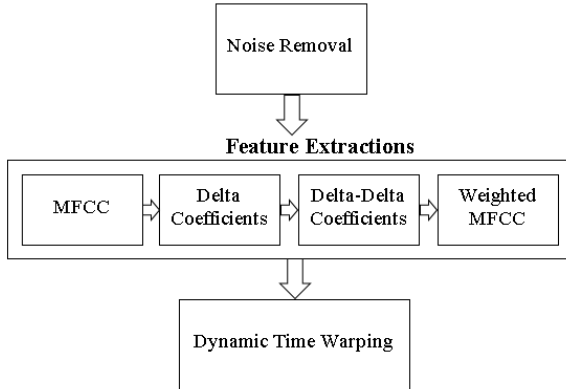 Noise Removal
Feature Extractions
MFCC
Delta
Coefficients
Delta-Delta
Coefficients
Weighted
MFCC
Dynamic Time Warping